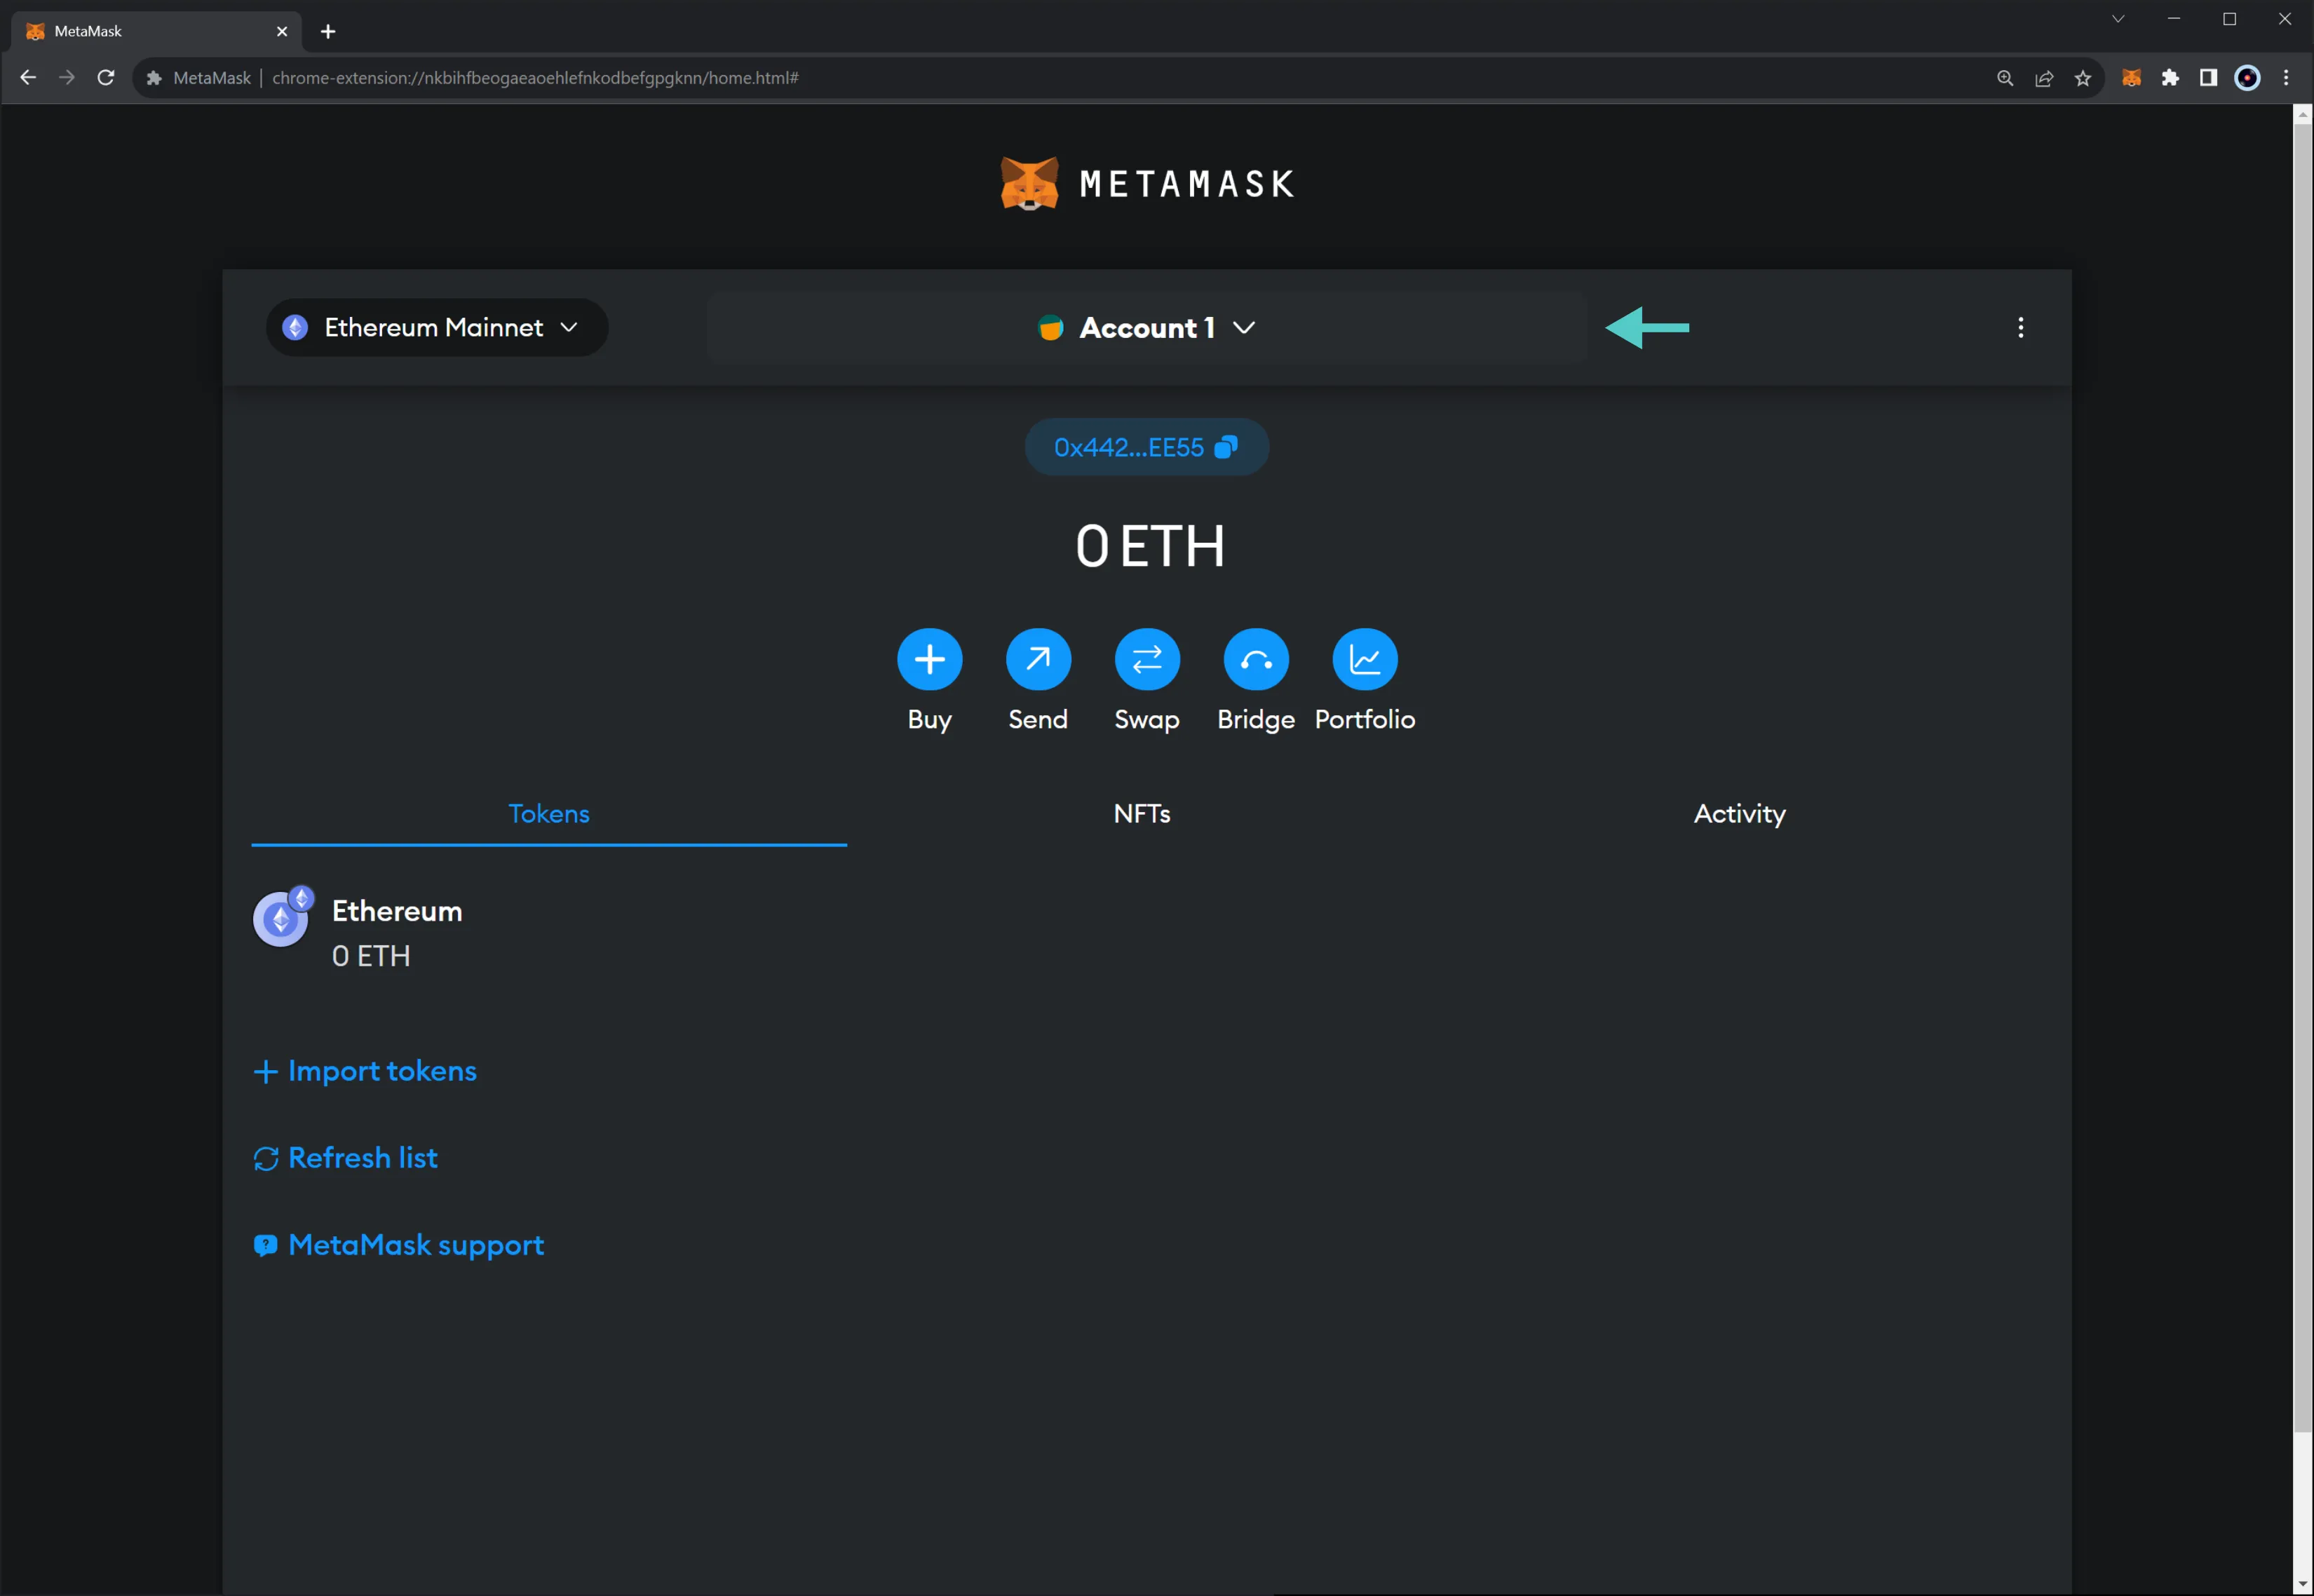 MetaMask
MetaMask | chrome-extension://nkbihfbeogaeaoehlefnkodbefgpgknn/home.html#
METAMASK
Ethereum Mainnet
Account 1
0x442...EE55
0 ETH
Buy
Send
Swap
Bridge
Portfolio
Tokens
NFTs
Activity
Ethereum
0 ETH
Import tokens
Refresh list
MetaMask support